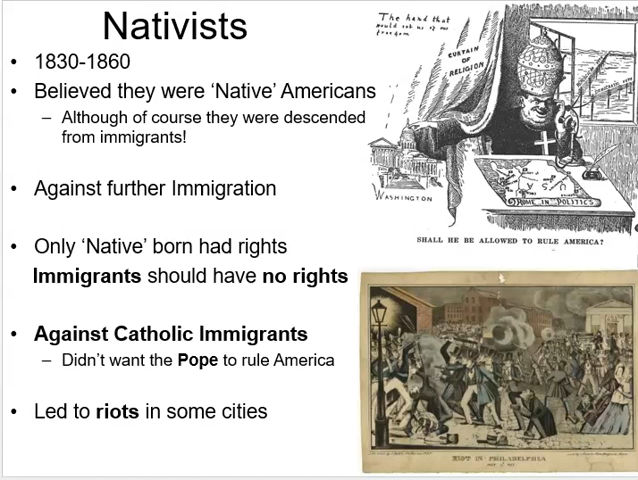 Nativists
• 1830-1860
• Believed they were 'Native' Americans
– Although of course they were descended
from immigrants!
• Against further Immigration
• Only 'Native' born had rights
Immigrants should have no rights
• Against Catholic Immigrants
– Didn't want the Pope to rule America
• Led to riots in some cities
The hand that
would rob us of our
freedom
CURTAIN
OF
RELIGION
WASHINGTON
U.S.A
ROME IN POLITICS
SHALL HE BE ALLOWED TO RULE AMERICA?
RIOT IN PHILADELPHIA